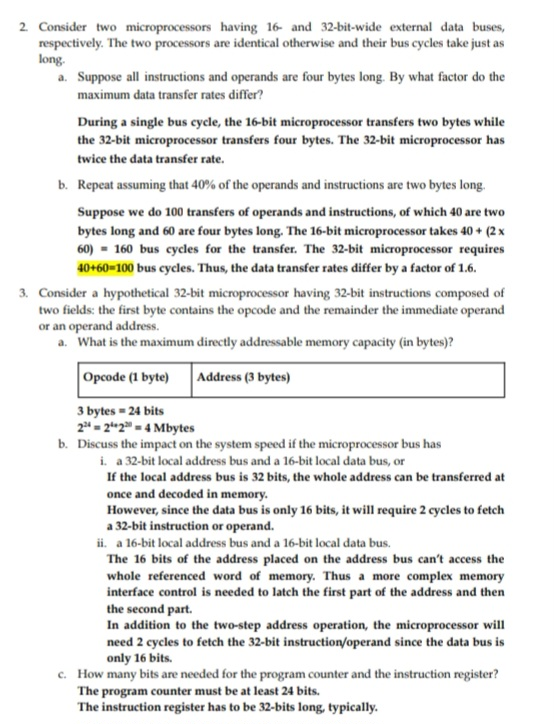 2. Consider two microprocessors having 16- and 32-bit-wide external data buses,
respectively. The two processors are identical otherwise and their bus cycles take just as
long.
a. Suppose all instructions and operands are four bytes long. By what factor do the
maximum data transfer rates differ?
During a single bus cycle, the 16-bit microprocessor transfers two bytes while
the 32-bit microprocessor transfers four bytes. The 32-bit microprocessor has
twice the data transfer rate.
b. Repeat assuming that 40% of the operands and instructions are two bytes long.
Suppose we do 100 transfers of operands and instructions, of which 40 are two
bytes long and 60 are four bytes long. The 16-bit microprocessor takes 40 + (2 x
60) = 160 bus cycles for the transfer. The 32-bit microprocessor requires
40+60=100 bus cycles. Thus, the data transfer rates differ by a factor of 1.6.
3. Consider a hypothetical 32-bit microprocessor having 32-bit instructions composed of
two fields: the first byte contains the opcode and the remainder the immediate operand
or an operand address.
a. What is the maximum directly addressable memory capacity (in bytes)?
Opcode (1 byte) Address (3 bytes)
3 bytes = 24 bits
2²⁴ = 2⁴*2²⁰ = 4 Mbytes
b. Discuss the impact on the system speed if the microprocessor bus has
i. a 32-bit local address bus and a 16-bit local data bus, or
If the local address bus is 32 bits, the whole address can be transferred at
once and decoded in memory.
However, since the data bus is only 16 bits, it will require 2 cycles to fetch
a 32-bit instruction or operand.
ii. a 16-bit local address bus and a 16-bit local data bus.
The 16 bits of the address placed on the address bus can't access the
whole referenced word of memory. Thus a more complex memory
interface control is needed to latch the first part of the address and then
the second part.
In addition to the two-step address operation, the microprocessor will
need 2 cycles to fetch the 32-bit instruction/operand since the data bus is
only 16 bits.
c. How many bits are needed for the program counter and the instruction register?
The program counter must be at least 24 bits.
The instruction register has to be 32-bits long, typically.